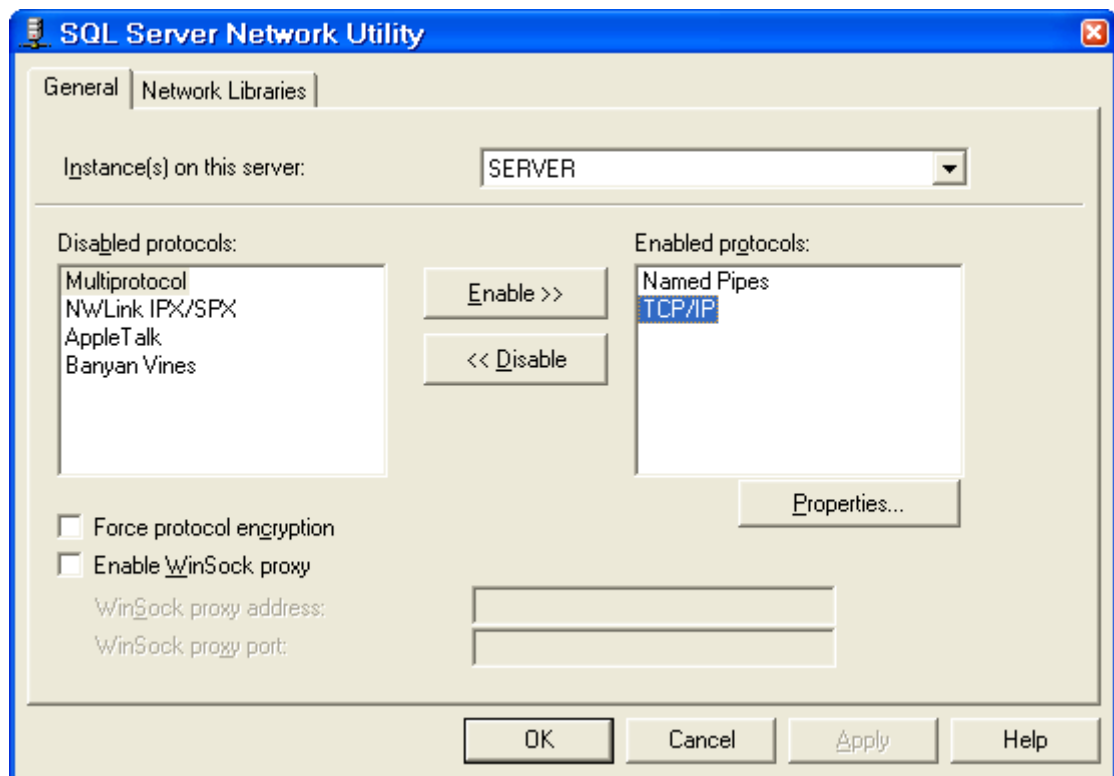 SQL Server Network Utility
General
Network Libraries
Instance(s) on this server:
SERVER
Disabled protocols:
Multiprotocol
NWLink IPX/SPX
AppleTalk
Banyan Vines
Enable >>
<< Disable
Enabled protocols:
Named Pipes
TCP/IP
Properties...
Force protocol encryption
Enable WinSock proxy
WinSock proxy address:
WinSock proxy port:
OK
Cancel
Apply
Help